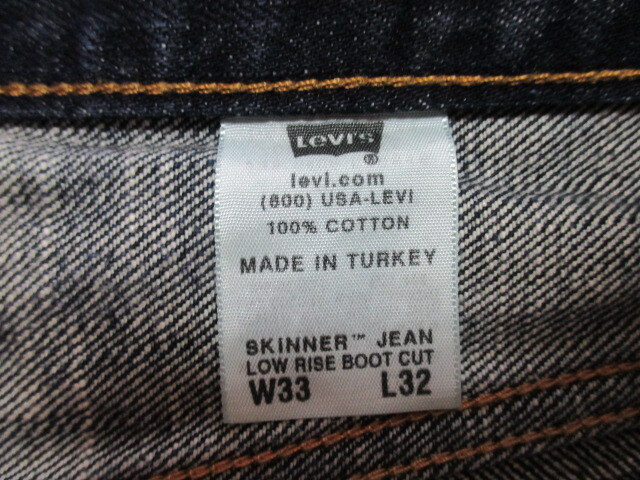 Levi's
®
levi.com
(800) USA-LEVI
100% COTTON
MADE IN TURKEY
SKINNER™ JEAN
LOW RISE BOOT CUT
W33 L32